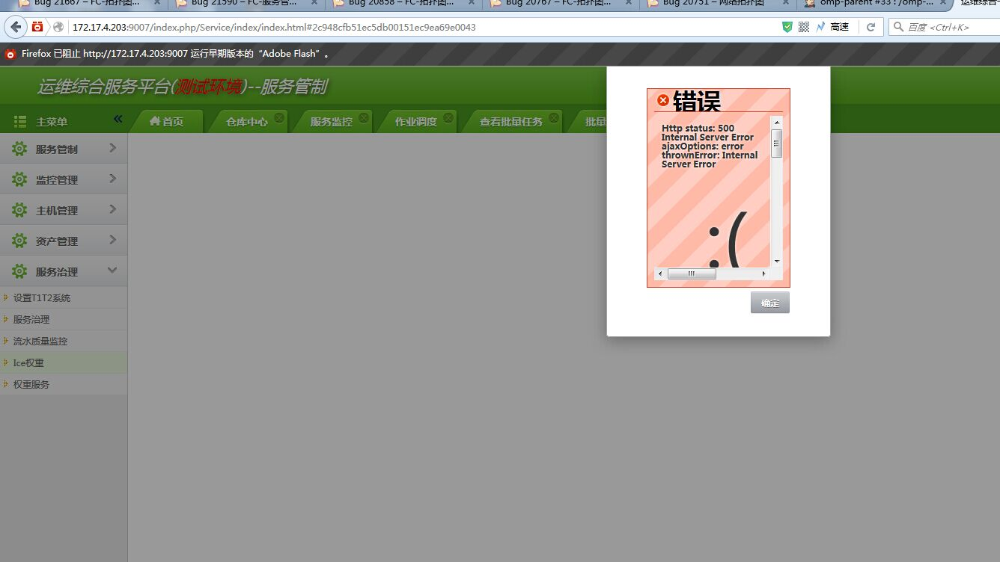 Bug 21667 – FC-拓扑图...
Bug 21590 – FC-服务管...
Bug 20858 – FC-拓扑图...
Bug 20767 – FC-拓扑图...
Bug 20751 – 网络拓扑图
omp-parent #33 : /omp-...
运维综合
172.17.4.203:9007/index.php/Service/index/index.html#2c948cfb51ec5db00151ec9ea69e0043
高速
百度 <Ctrl+K>
Firefox 已阻止 http://172.17.4.203:9007 运行早期版本的“Adobe Flash”。
运维综合服务平台(测试环境)--服务管制
主菜单
首页
仓库中心
服务监控
作业调度
查看批量任务
批量
服务管制
监控管理
主机管理
资产管理
服务治理
设置T1T2系统
服务治理
流水质量监控
Ice权重
权重服务
错误
Http status: 500
Internal Server Error
ajaxOptions: error
thrownError: Internal
Server Error
:(
确定